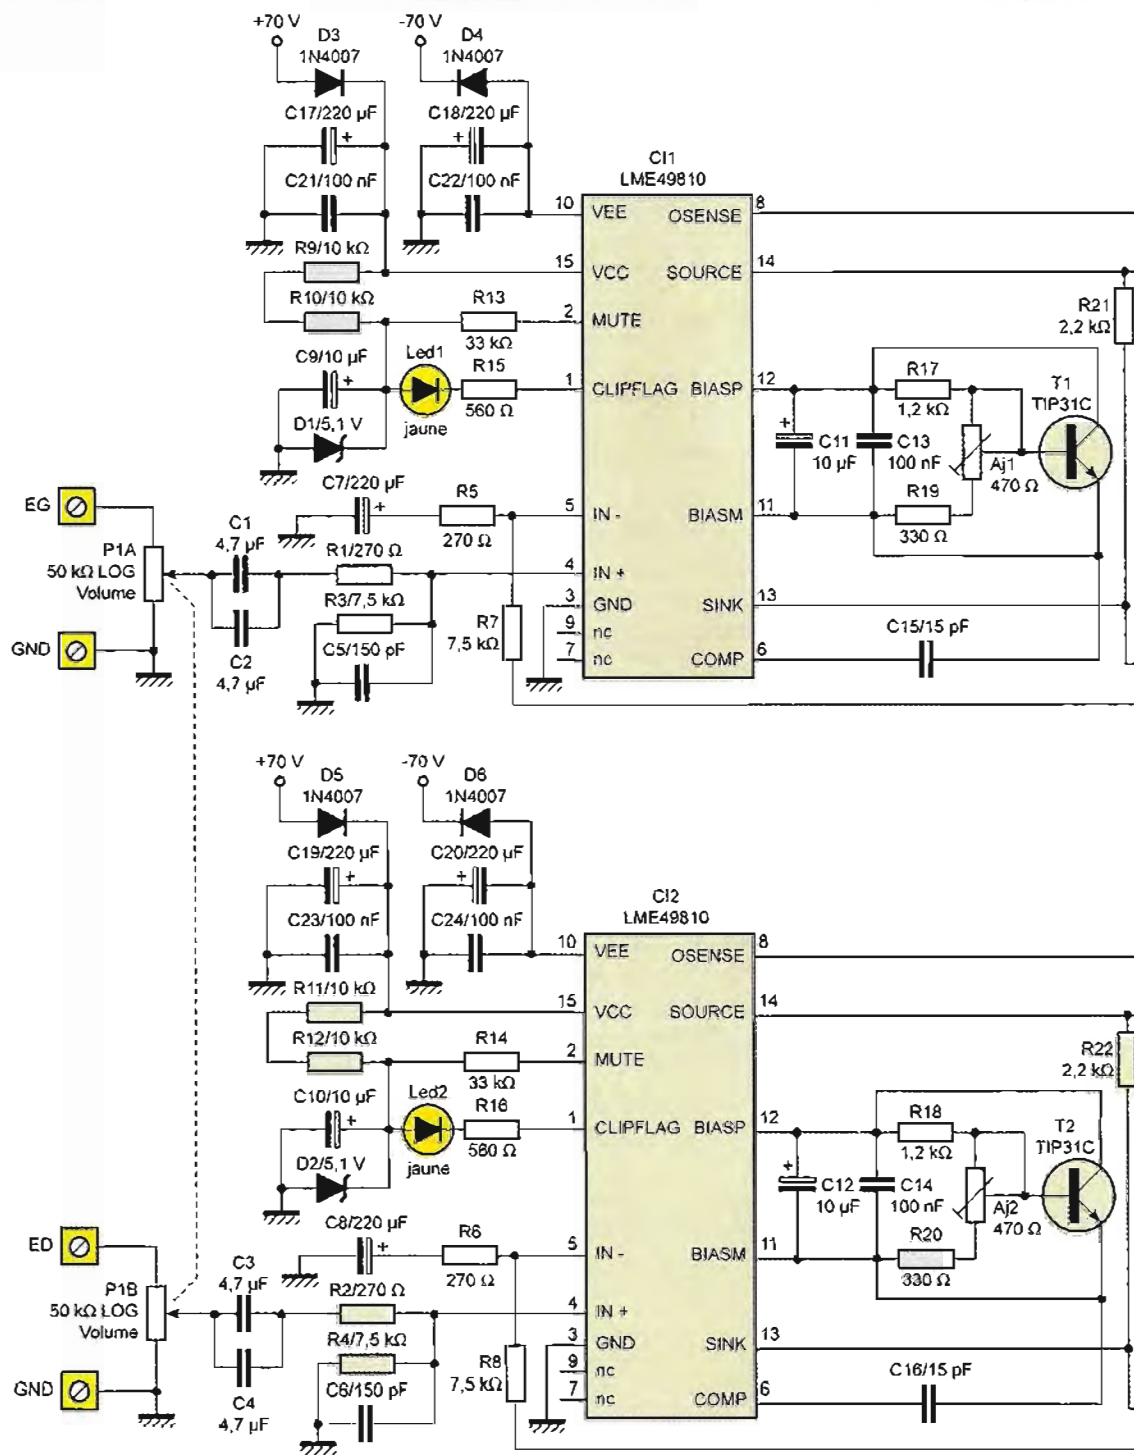 +70 V
-70 V
D3
1N4007
D4
1N4007
C17/220 µF
+
C18/220 µF
+
C21/100 nF
C22/100 nF
CI1
LME49810
10
VEE
OSENSE
8
R9/10 kΩ
15
VCC
SOURCE
14
R10/10 kΩ
R13
33 kΩ
2
MUTE
R21
2,2 kΩ
C9/10 µF
+
Led1
jaune
R15
560 Ω
1
CLIPFLAG
BIASP
12
R17
1,2 kΩ
T1
TIP31C
D1/5,1 V
+
C11
10 µF
C13
100 nF
Aj1
470 Ω
C7/220 µF
+
R5
270 Ω
5
IN -
BIASM
11
R19
330 Ω
EG
P1A
50 kΩ LOG
Volume
GND
C1
4,7 µF
C2
4,7 µF
R1/270 Ω
4
IN +
R3/7,5 kΩ
3
GND
SINK
13
C5/150 pF
R7
7,5 kΩ
9
nc
7
nc
COMP
6
C15/15 pF
+70 V
-70 V
D5
1N4007
D6
1N4007
C19/220 µF
+
C20/220 µF
+
C23/100 nF
C24/100 nF
CI2
LME49810
10
VEE
OSENSE
8
R11/10 kΩ
15
VCC
SOURCE
14
R12/10 kΩ
R14
33 kΩ
2
MUTE
R22
2,2 kΩ
C10/10 µF
+
Led2
jaune
R16
560 Ω
1
CLIPFLAG
BIASP
12
R18
1,2 kΩ
T2
TIP31C
D2/5,1 V
+
C12
10 µF
C14
100 nF
Aj2
470 Ω
C8/220 µF
+
R6
270 Ω
5
IN -
BIASM
11
R20
330 Ω
ED
P1B
50 kΩ LOG
Volume
GND
C3
4,7 µF
C4
4,7 µF
R2/270 Ω
4
IN +
R4/7,5 kΩ
3
GND
SINK
13
C6/150 pF
R8
7,5 kΩ
9
nc
7
nc
COMP
6
C16/15 pF